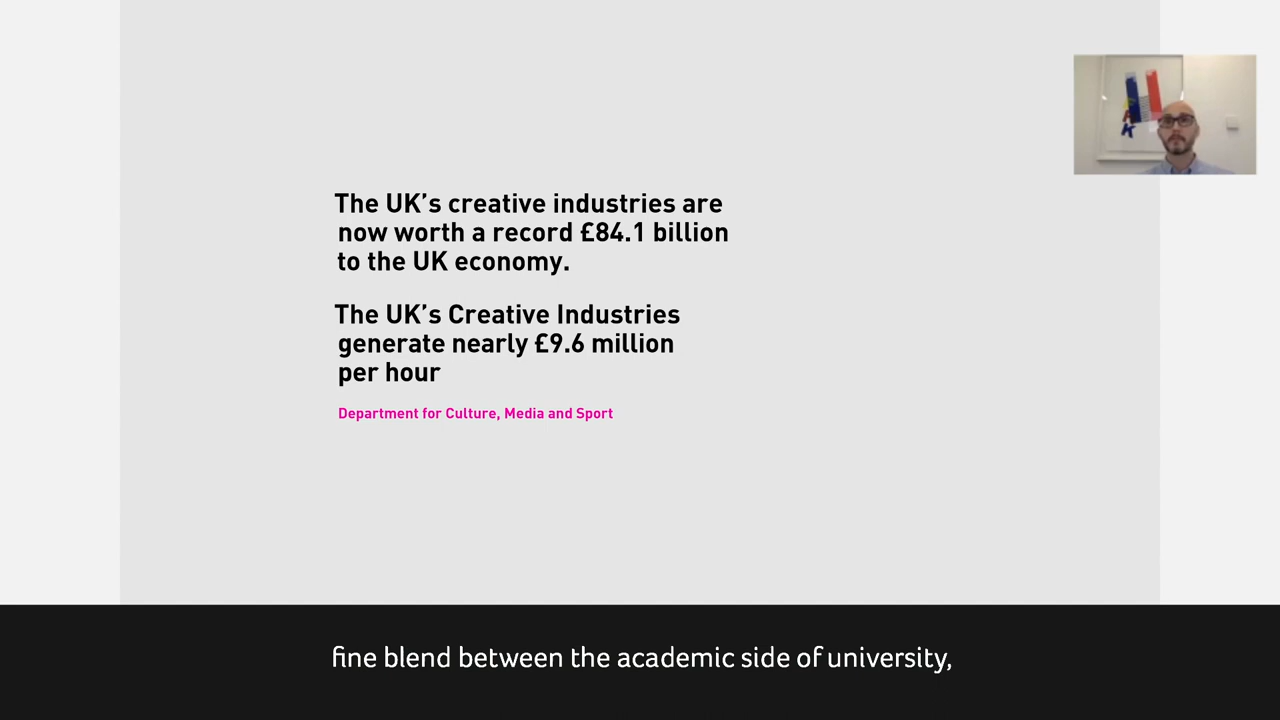 The UK’s creative industries are
now worth a record £84.1 billion
to the UK economy.
The UK’s Creative Industries
generate nearly £9.6 million
per hour
Department for Culture, Media and Sport
fine blend between the academic side of university,